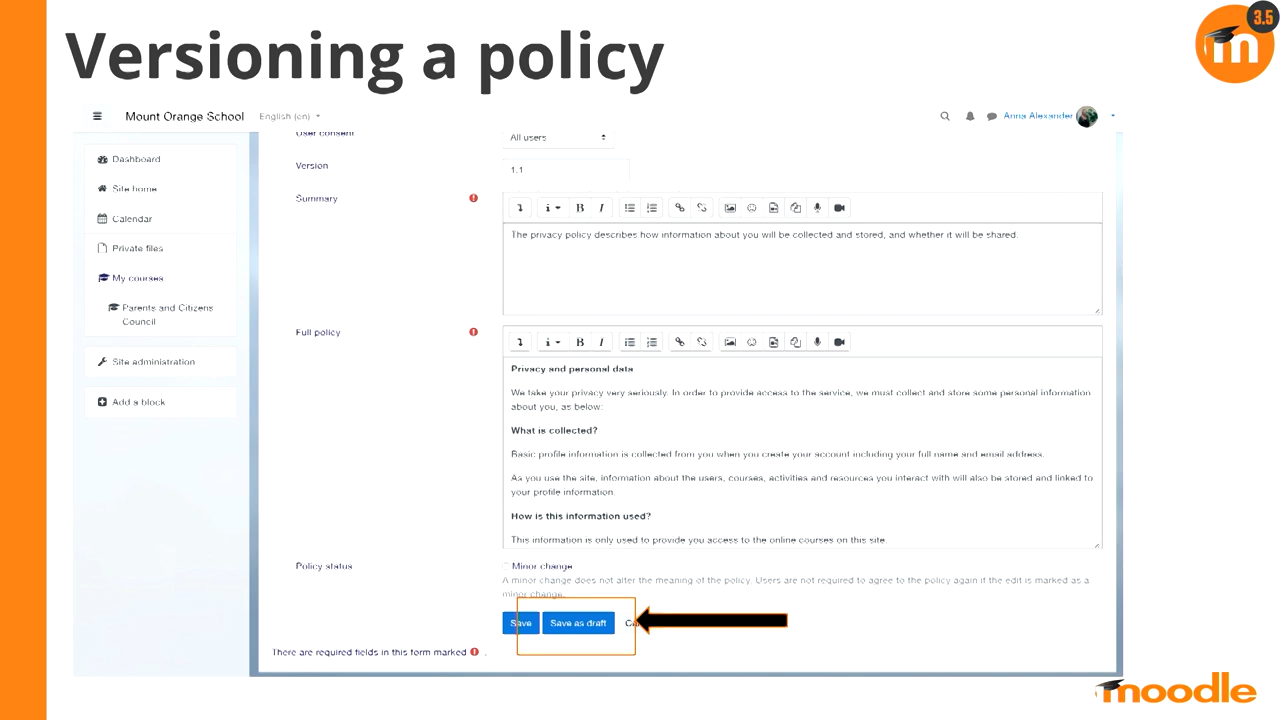 Versioning a policy
3.5
m
Mount Orange School
English (en)
Anna Alexander
Dashboard
Site home
Calendar
Private files
My courses
Parents and Citizens
Council
Site administration
Add a block
User consent
All users
Version
1.1
Summary
The privacy policy describes how information about you will be collected and stored, and whether it will be shared.
Full policy
Privacy and personal data
We take your privacy very seriously. In order to provide access to the service, we must collect and store some personal information
about you, as below:
What is collected?
Basic profile information is collected from you when you create your account including your full name and email address.
As you use the site, information about the users, courses, activities and resources you interact with will also be stored and linked to
your profile information.
How is this information used?
This information is only used to provide you access to the online courses on this site.
Policy status
Minor change
A minor change does not alter the meaning of the policy. Users are not required to agree to the policy again if the edit is marked as a
minor change.
Save
Save as draft
There are required fields in this form marked
moodle